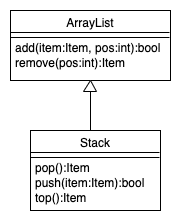 ArrayList
add(item:Item, pos:int):bool
remove(pos:int):Item
Stack
pop():Item
push(item:Item):bool
top():Item